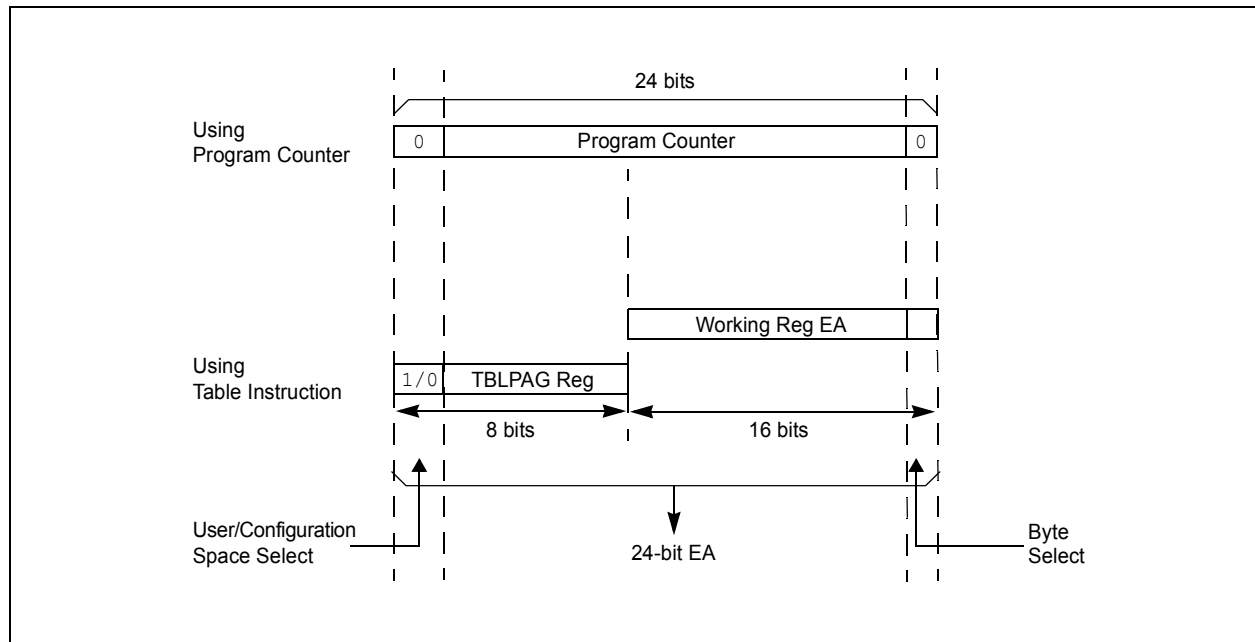 24 bits
Using
Program Counter
0
Program Counter
0
Working Reg EA
Using
Table Instruction
1/0
TBLPAG Reg
8 bits
16 bits
User/Configuration
Space Select
24-bit EA
Byte
Select